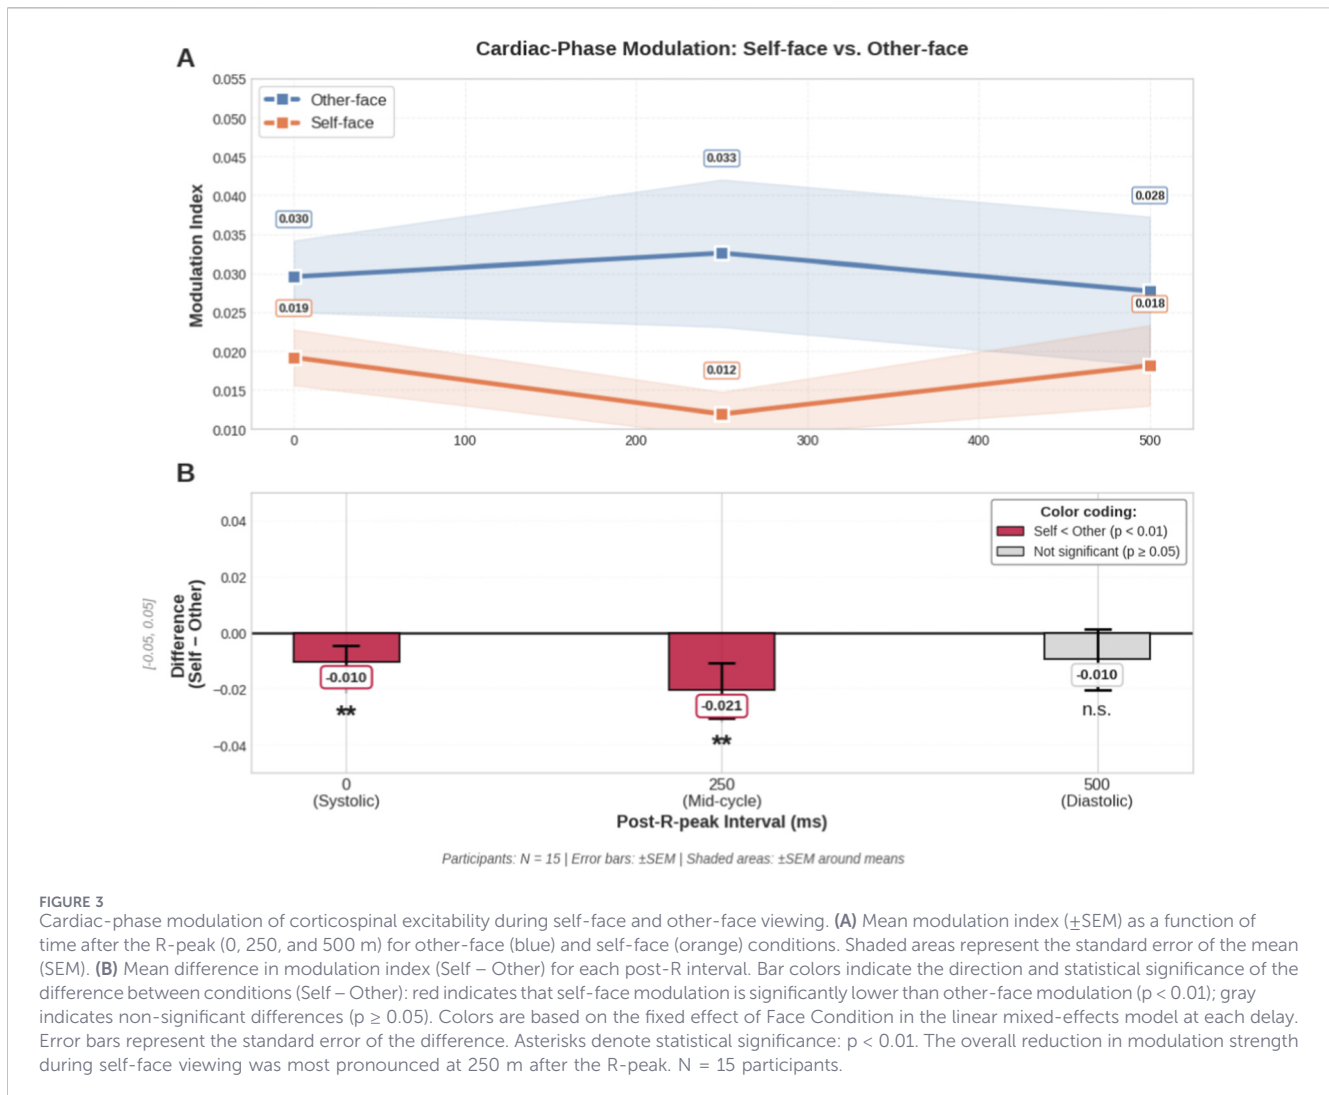 A
Cardiac-Phase Modulation: Self-face vs. Other-face
Modulation Index
0.055
0.050
0.045
0.040
0.035
0.030
0.025
0.020
0.015
0.010
Other-face
Self-face
0.030
0.033
0.028
0.019
0.012
0.018
0 100 200 300 400 500
B
[-0.05, 0.05]
Difference
(Self − Other)
0.04
0.02
0.00
−0.02
−0.04
Color coding:
Self < Other (p < 0.01)
Not significant (p ≥ 0.05)
-0.010
**
-0.021
**
-0.010
n.s.
0 250 500
(Systolic) (Mid-cycle) (Diastolic)
Post-R-peak Interval (ms)
Participants: N = 15 | Error bars: ±SEM | Shaded areas: ±SEM around means
FIGURE 3
Cardiac-phase modulation of corticospinal excitability during self-face and other-face viewing. (A) Mean modulation index (±SEM) as a function of
time after the R-peak (0, 250, and 500 m) for other-face (blue) and self-face (orange) conditions. Shaded areas represent the standard error of the mean
(SEM). (B) Mean difference in modulation index (Self – Other) for each post-R interval. Bar colors indicate the direction and statistical significance of the
difference between conditions (Self – Other): red indicates that self-face modulation is significantly lower than other-face modulation (p < 0.01); gray
indicates non-significant differences (p ≥ 0.05). Colors are based on the fixed effect of Face Condition in the linear mixed-effects model at each delay.
Error bars represent the standard error of the difference. Asterisks denote statistical significance: p < 0.01. The overall reduction in modulation strength
during self-face viewing was most pronounced at 250 m after the R-peak. N = 15 participants.